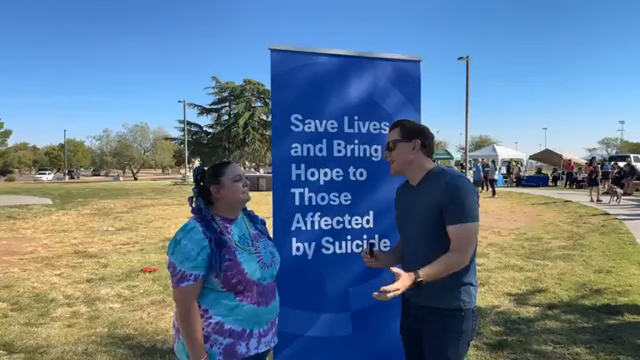 Save Lives
and Bring
Hope to
Those
Affected
by Suicide